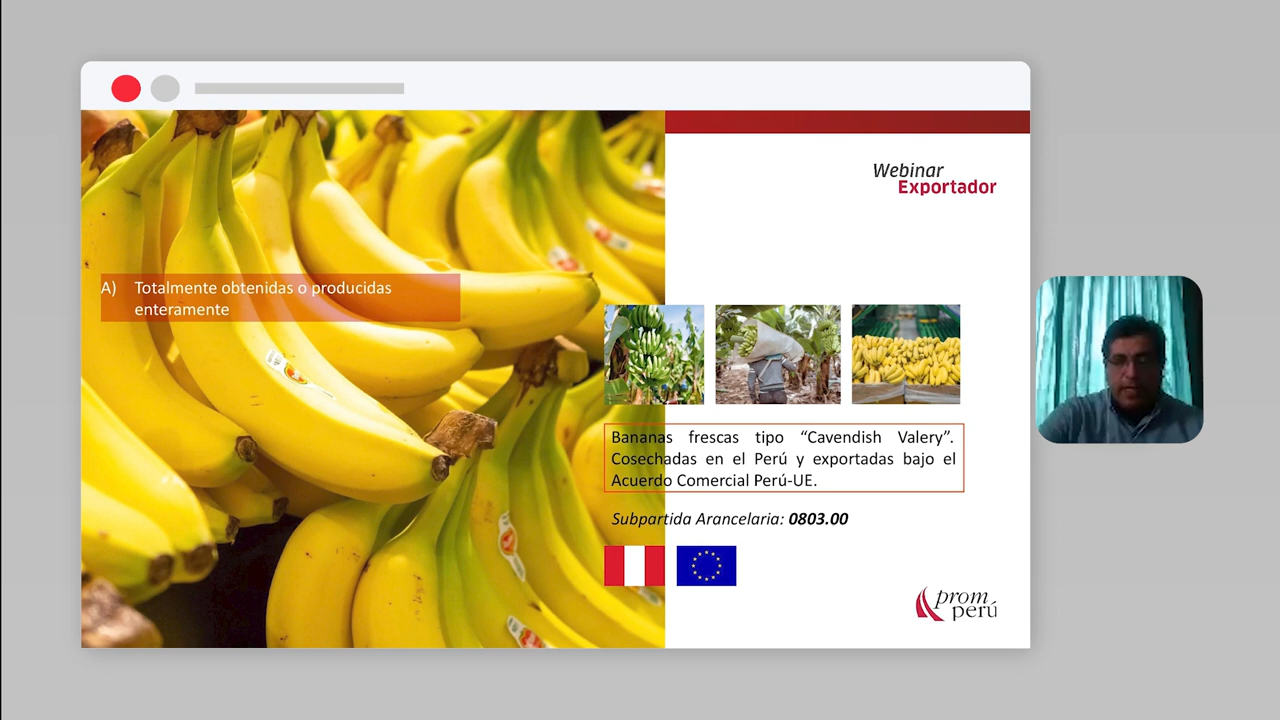 Webinar
Exportador
A) Totalmente obtenidas o producidas
enteramente
Bananas frescas tipo “Cavendish Valery”.
Cosechadas en el Perú y exportadas bajo el
Acuerdo Comercial Perú-UE.
Subpartida Arancelaria: 0803.00
prom
perú